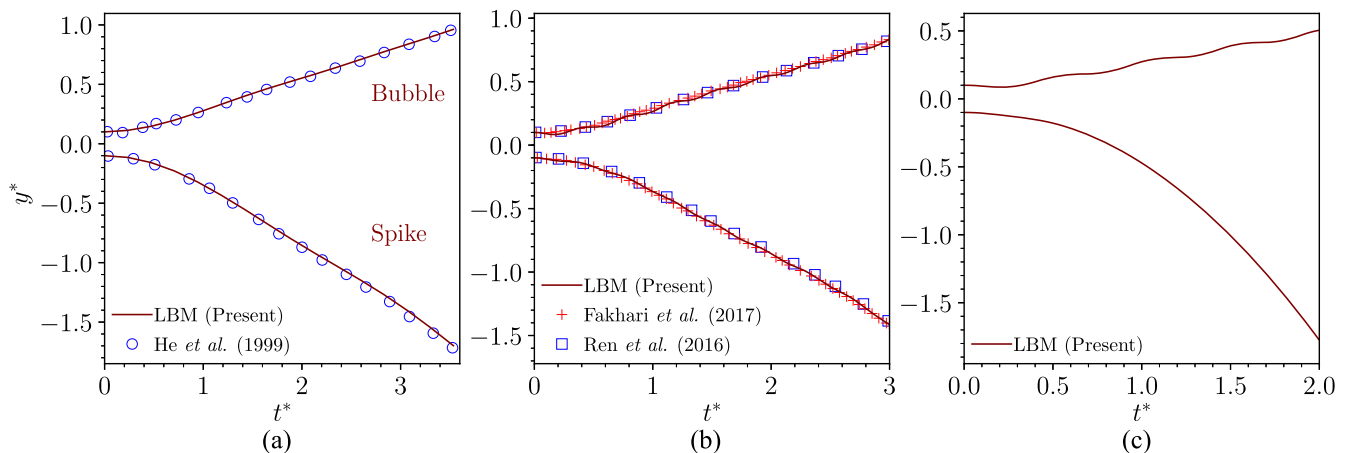 1.0
0.5
0.0
−0.5
−1.0
−1.5
y*
Bubble
Spike
LBM (Present)
He et al. (1999)
0 1 2 3
t*
(a)
1.0
0.5
0.0
−0.5
−1.0
−1.5
LBM (Present)
Fakhari et al. (2017)
Ren et al. (2016)
0 1 2 3
t*
(b)
0.5
0.0
−0.5
−1.0
−1.5
LBM (Present)
0.0 0.5 1.0 1.5 2.0
t*
(c)